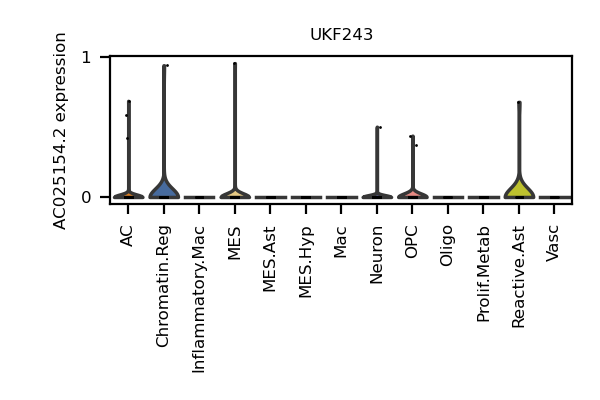 UKF243
AC025154.2 expression
1
0
AC
Chromatin.Reg
Inflammatory.Mac
MES
MES.Ast
MES.Hyp
Mac
Neuron
OPC
Oligo
Prolif.Metab
Reactive.Ast
Vasc